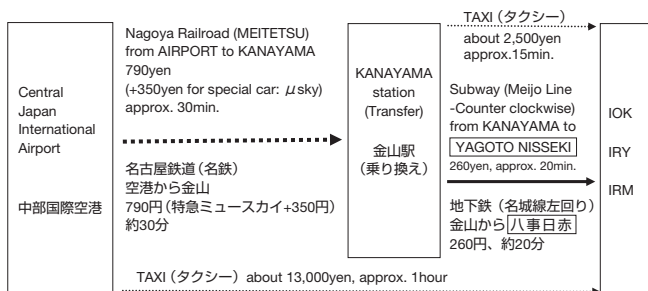 Central
Japan
International
Airport
中部国際空港
Nagoya Railroad (MEITETSU)
from AIRPORT to KANAYAMA
790yen
(+350yen for special car: μsky)
approx. 30min.
名古屋鉄道(名鉄)
空港から金山
790円(特急ミュースカイ+350円)
約30分
KANAYAMA
station
(Transfer)
金山駅
(乗り換え)
TAXI(タクシー)
about 2,500yen
approx.15min.
Subway (Meijo Line
-Counter clockwise)
from KANAYAMA to
YAGOTO NISSEKI
260yen, approx. 20min.
地下鉄(名城線左回り)
金山から八事日赤
260円、約20分
IOK
IRY
IRM
TAXI(タクシー) about 13,000yen, approx. 1hour